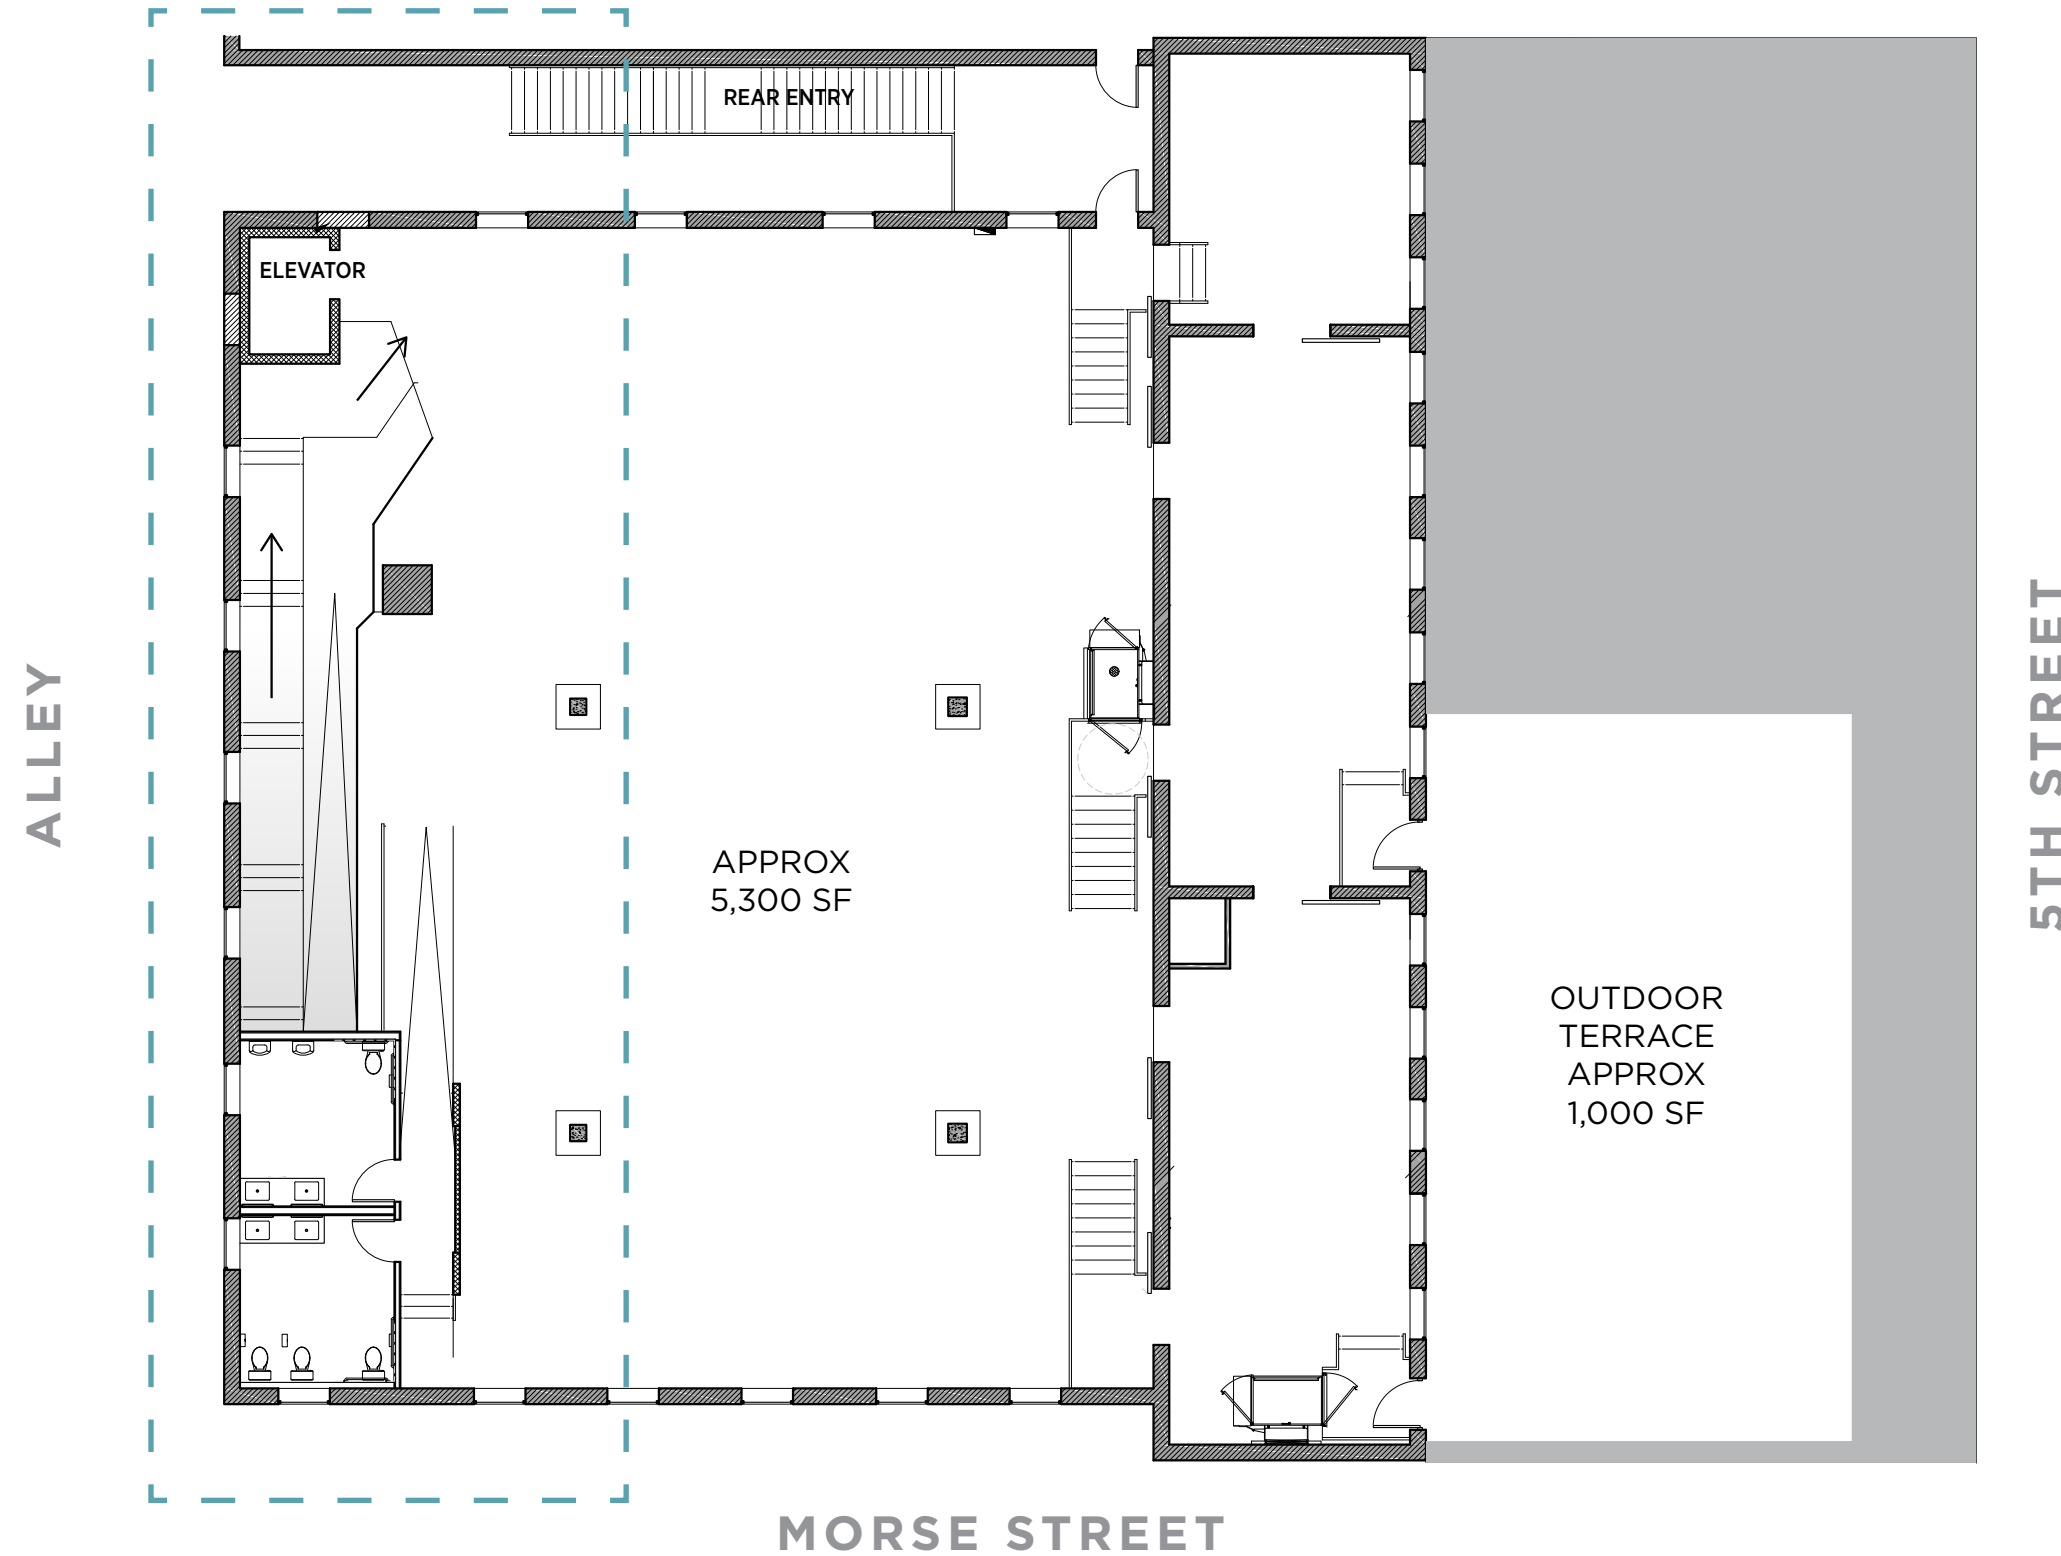 REAR ENTRY
ELEVATOR
ALLEY
APPROX
5,300 SF
OUTDOOR
TERRACE
APPROX
1,000 SF
5TH STREET
MORSE STREET